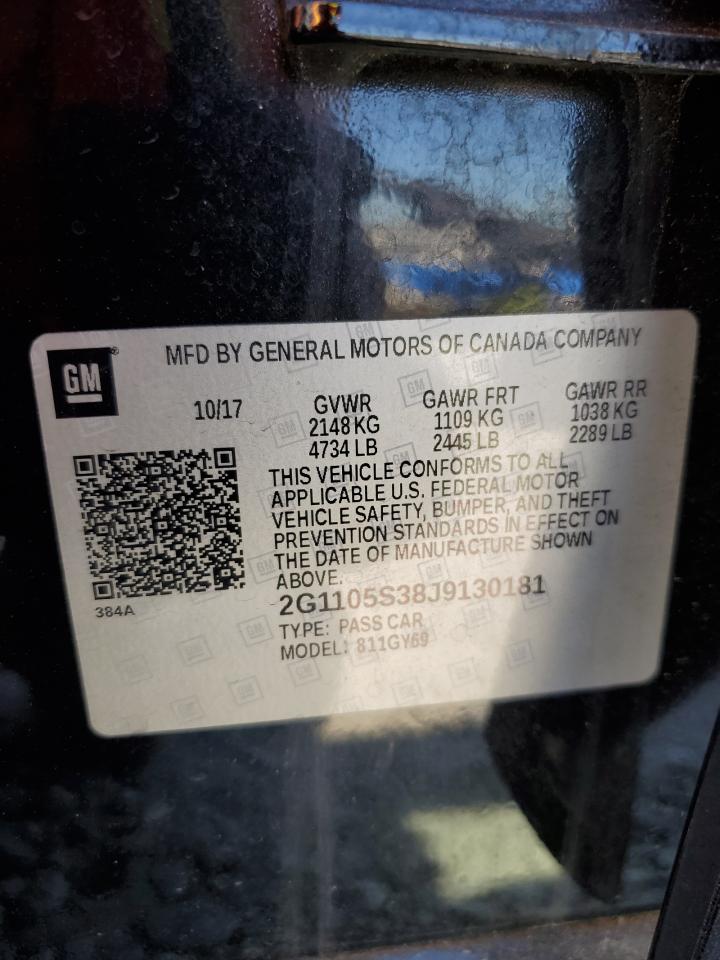 GM
MFD BY GENERAL MOTORS OF CANADA COMPANY
10/17
GVWR
2148 KG
4734 LB
GAWR FRT
1109 KG
2445 LB
GAWR RR
1038 KG
2289 LB
THIS VEHICLE CONFORMS TO ALL
APPLICABLE U.S. FEDERAL MOTOR
VEHICLE SAFETY, BUMPER, AND THEFT
PREVENTION STANDARDS IN EFFECT ON
THE DATE OF MANUFACTURE SHOWN
ABOVE.
2G1105S38J9130181
TYPE: PASS CAR
MODEL: 811GY69
384A